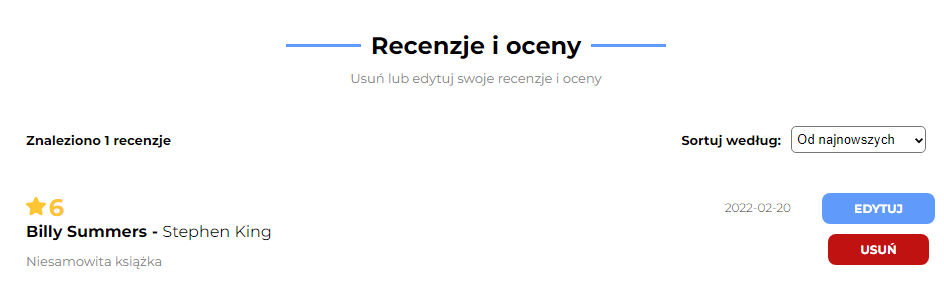 Recenzje i oceny
Usuń lub edytuj swoje recenzje i oceny
Znaleziono 1 recenzje
Sortuj według: Od najnowszych
6
2022-02-20
EDYTUJ
Billy Summers - Stephen King
USUŃ
Niesamowita książka